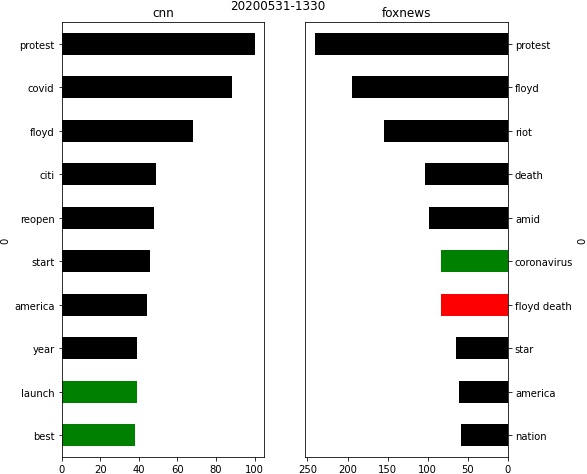 20200531-1330
cnn
foxnews
protest
covid
floyd
citi
reopen
start
america
year
launch
best
0
0 20 40 60 80 100
protest
floyd
riot
death
amid
coronavirus
floyd death
star
america
nation
0
250 200 150 100 50 0